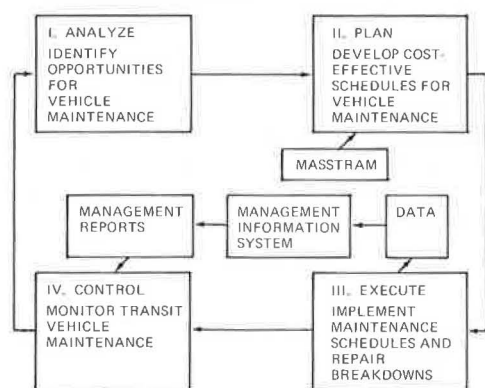 I. ANALYZE
IDENTIFY
OPPORTUNITIES
FOR
VEHICLE
MAINTENANCE
II. PLAN
DEVELOP COST-
EFFECTIVE
SCHEDULES FOR
VEHICLE
MAINTENANCE
MASSTRAM
MANAGEMENT
REPORTS
MANAGEMENT
INFORMATION
SYSTEM
DATA
IV. CONTROL
MONITOR TRANSIT
VEHICLE
MAINTENANCE
III. EXECUTE
IMPLEMENT
MAINTENANCE
SCHEDULES AND
REPAIR
BREAKDOWNS